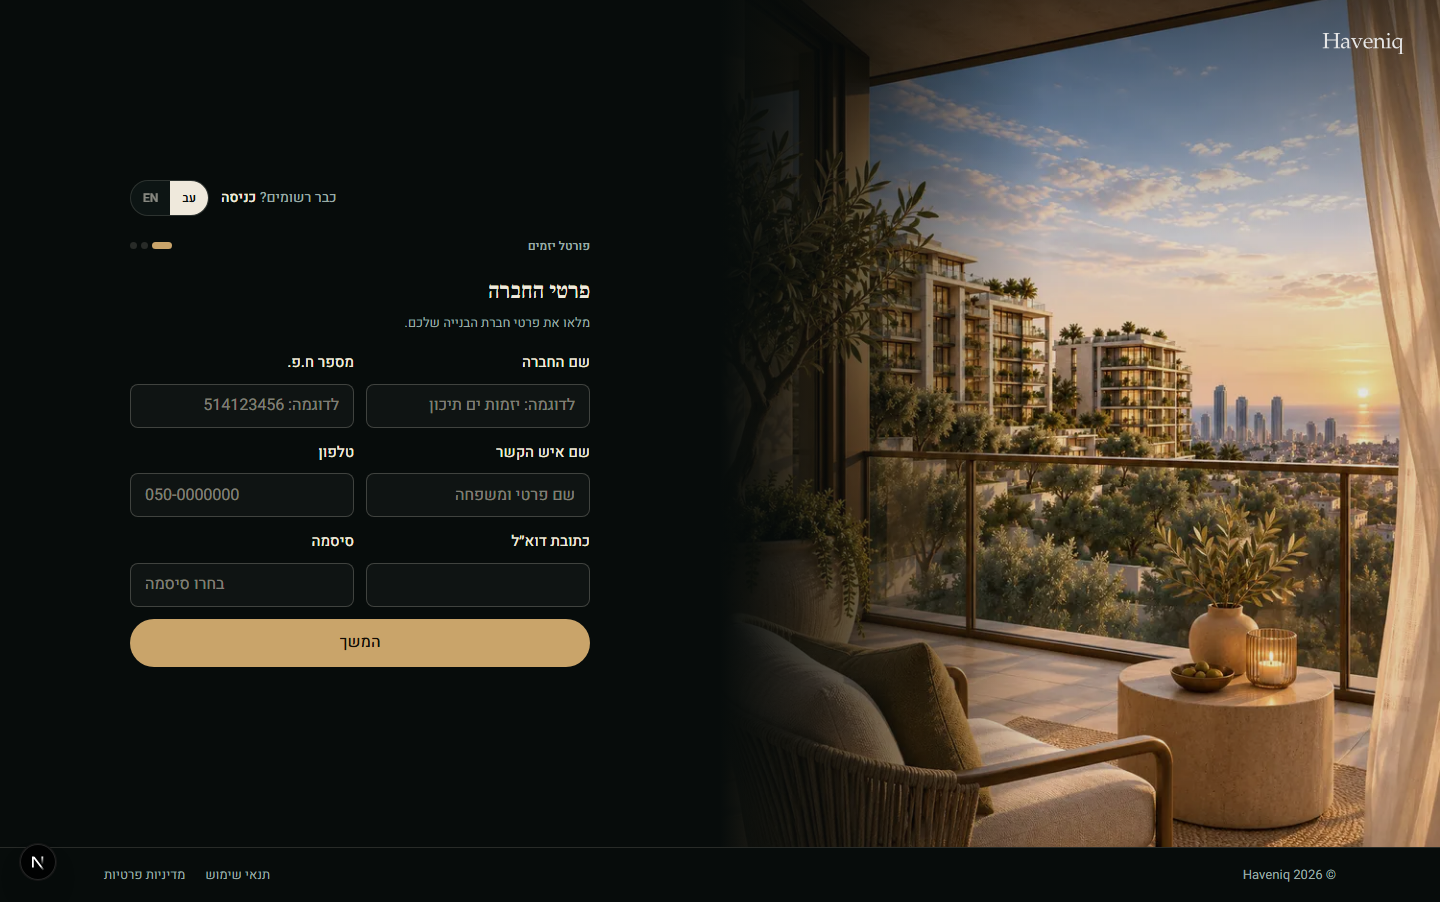 Haveniq
כבר רשומים? כניסה
עב EN
פורטל יזמים
פרטי החברה
מלאו את פרטי חברת הבנייה שלכם.
שם החברה
מספר ח.פ.
לדוגמה: יזמות ים תיכון
לדוגמה: 514123456
שם איש הקשר
טלפון
שם פרטי ומשפחה
050-0000000
כתובת דוא״ל
סיסמה
בחרו סיסמה
המשך
© 2026 Haveniq
תנאי שימוש
מדיניות פרטיות
N